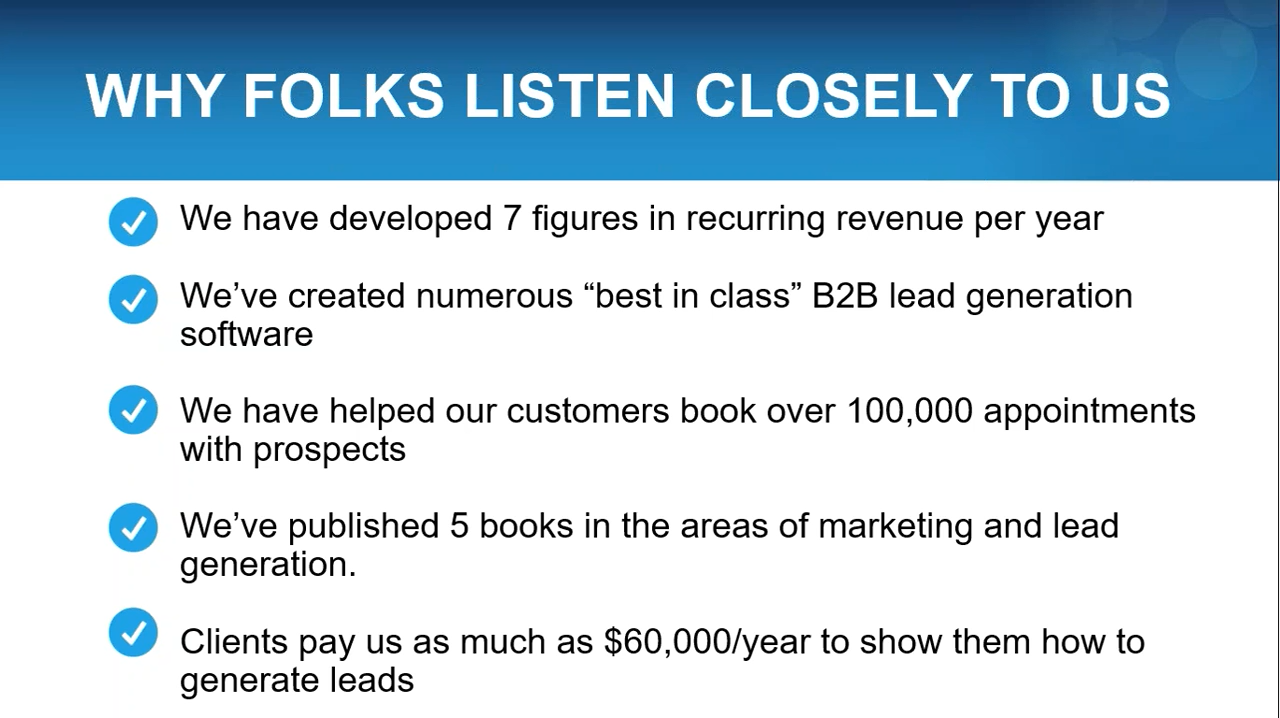 WHY FOLKS LISTEN CLOSELY TO US
We have developed 7 figures in recurring revenue per year
We’ve created numerous “best in class” B2B lead generation
software
We have helped our customers book over 100,000 appointments
with prospects
We’ve published 5 books in the areas of marketing and lead
generation.
Clients pay us as much as $60,000/year to show them how to
generate leads